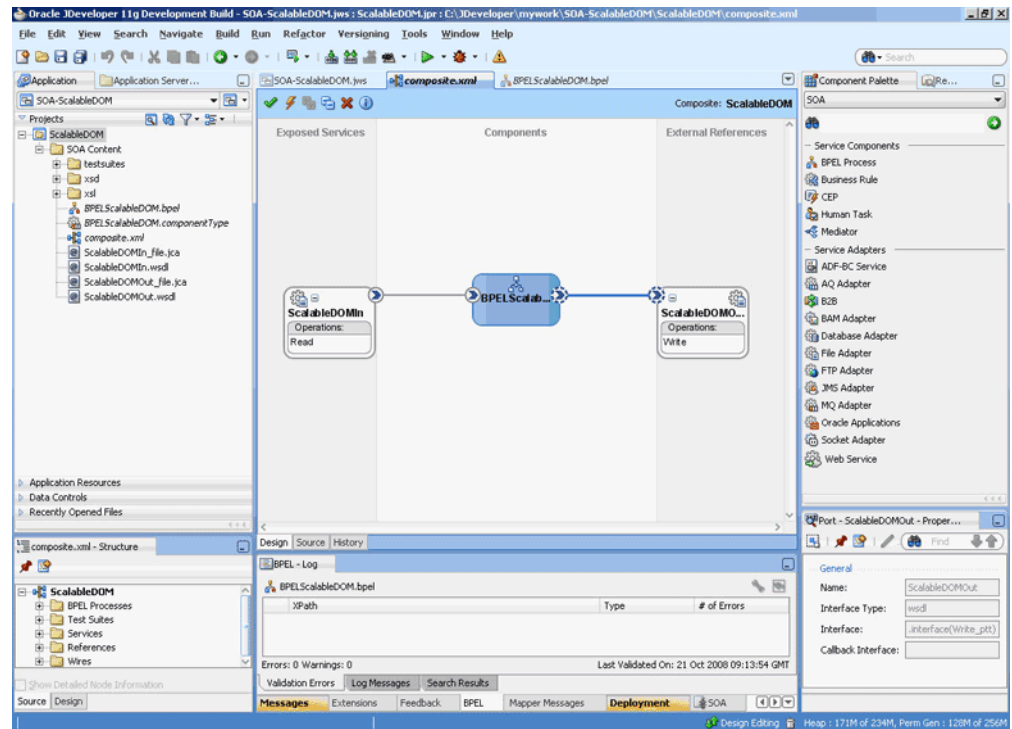 Oracle JDeveloper 11g Development Build - SOA-ScalableDOM.jws : ScalableDOM.jpr : C:\JDeveloper\mywork\SOA-ScalableDOM\ScalableDOM\composite.xml
File Edit View Search Navigate Build Run Refactor Versioning Tools Window Help
Search
Application Application Server...
SOA-ScalableDOM
Projects
ScalableDOM
SOA Content
testsuites
xsd
xsl
BPELScalableDOM.bpel
BPELScalableDOM.componentType
composite.xml
ScalableDOMIn_file.jca
ScalableDOMIn.wsdl
ScalableDOMOut_file.jca
ScalableDOMOut.wsdl
Application Resources
Data Controls
Recently Opened Files
composite.xml - Structure
ScalableDOM
BPEL Processes
Test Suites
Services
References
Wires
Show Detailed Node Information
Source Design
SOA-ScalableDOM.jws composite.xml BPELScalableDOM.bpel
Composite: ScalableDOM
Exposed Services Components External References
ScalableDOMIn
Operations:
Read
BPELScalab...
ScalableDOMO...
Operations:
Write
Design Source History
BPEL - Log
BPELScalableDOM.bpel
XPath Type # of Errors
Errors: 0 Warnings: 0 Last Validated On: 21 Oct 2008 09:13:54 GMT
Validation Errors Log Messages Search Results
Messages Extensions Feedback BPEL Mapper Messages Deployment SOA
Component Palette Re...
SOA
Service Components
BPEL Process
Business Rule
CEP
Human Task
Mediator
Service Adapters
ADF-BC Service
AQ Adapter
B2B
BAM Adapter
Database Adapter
File Adapter
FTP Adapter
JMS Adapter
MQ Adapter
Oracle Applications
Socket Adapter
Web Service
Port - ScalableDOMOut - Proper...
Find
General
Name: ScalableDOMOut
Interface Type: wsdl
Interface: .interface(Write_ptt)
Callback Interface:
Design Editing Heap : 171M of 234M, Perm Gen : 128M of 256M